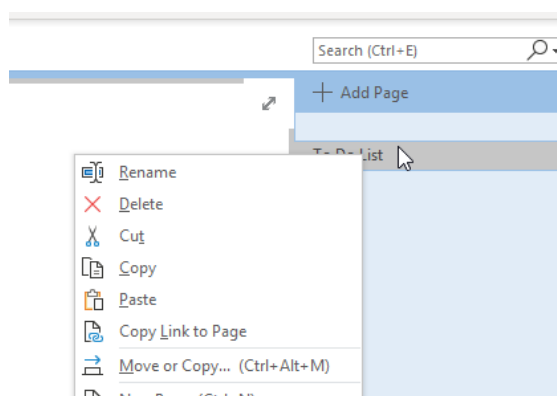 Search (Ctrl+E)
Add Page
To Do List
Rename
Delete
Cut
Copy
Paste
Copy Link to Page
Move or Copy... (Ctrl+Alt+M)